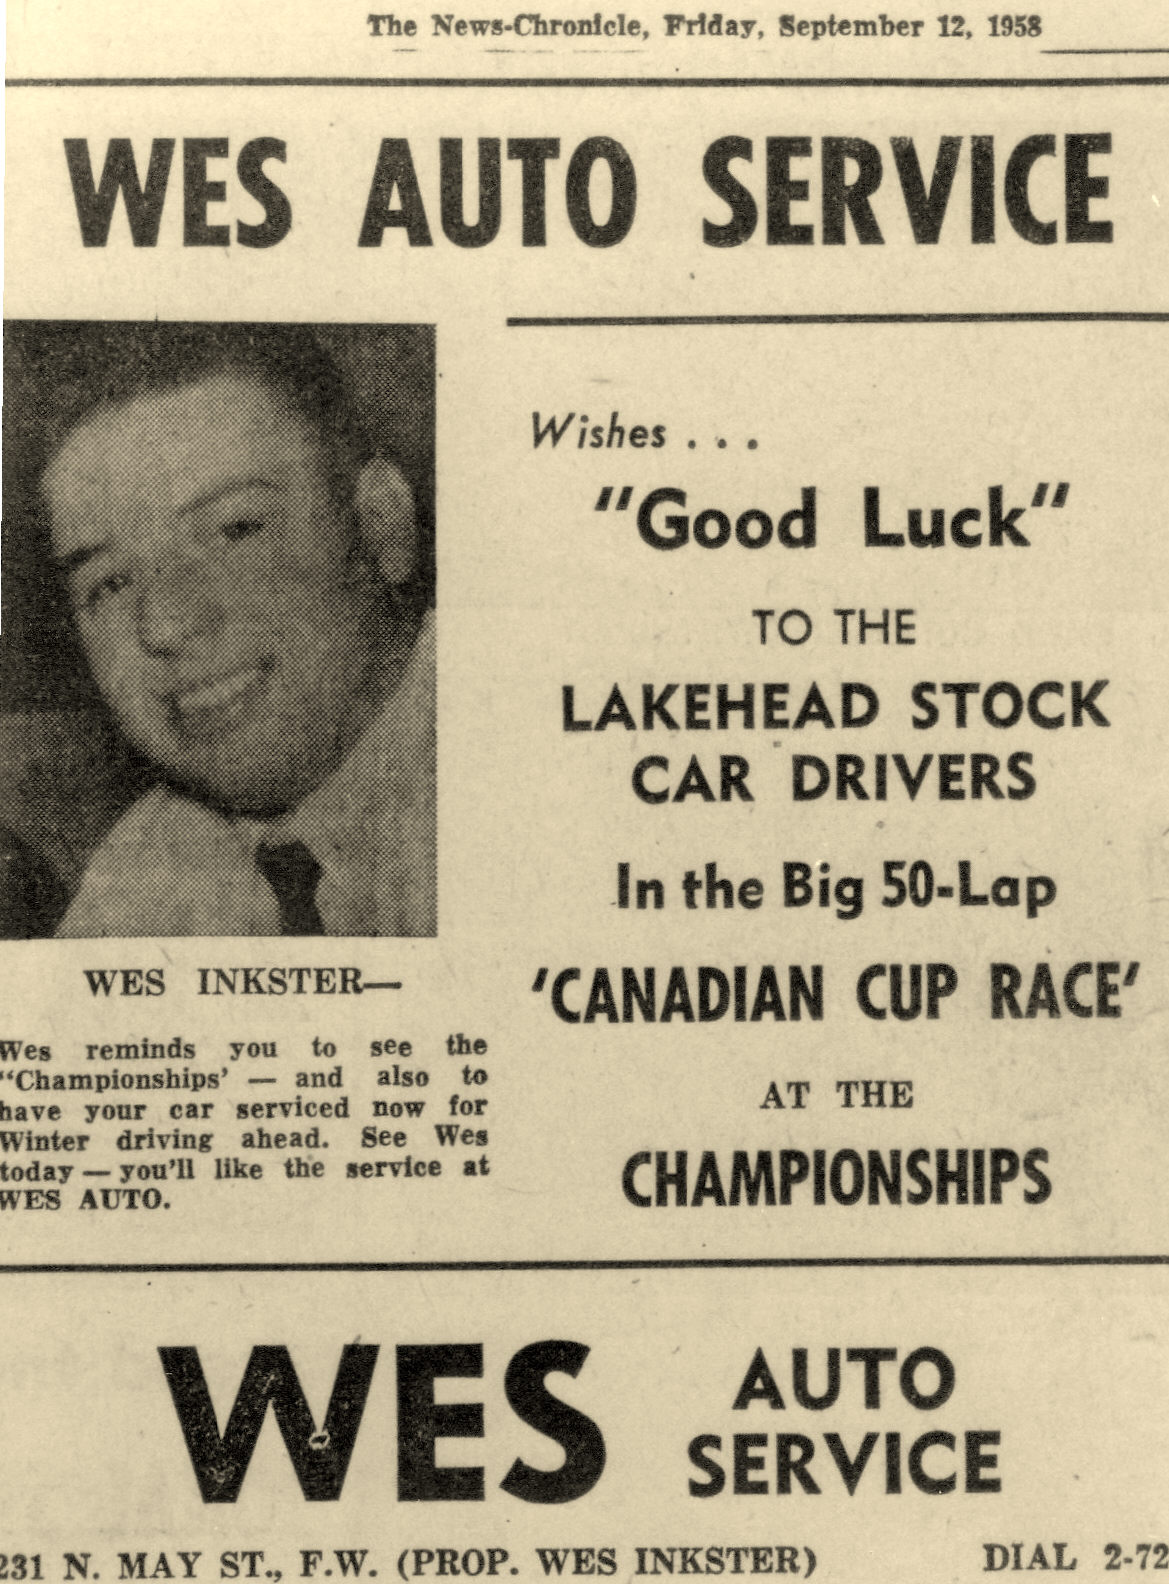 The News-Chronicle, Friday, September 12, 1958
WES AUTO SERVICE
Wishes . . .
"Good Luck"
TO THE
LAKEHEAD STOCK
CAR DRIVERS
In the Big 50-Lap
'CANADIAN CUP RACE'
AT THE
CHAMPIONSHIPS
WES INKSTER—
Wes reminds you to see the
"Championships' — and also to
have your car serviced now for
Winter driving ahead. See Wes
today — you'll like the service at
WES AUTO.
WES AUTO
SERVICE
231 N. MAY ST., F.W. (PROP. WES INKSTER) DIAL 2-72